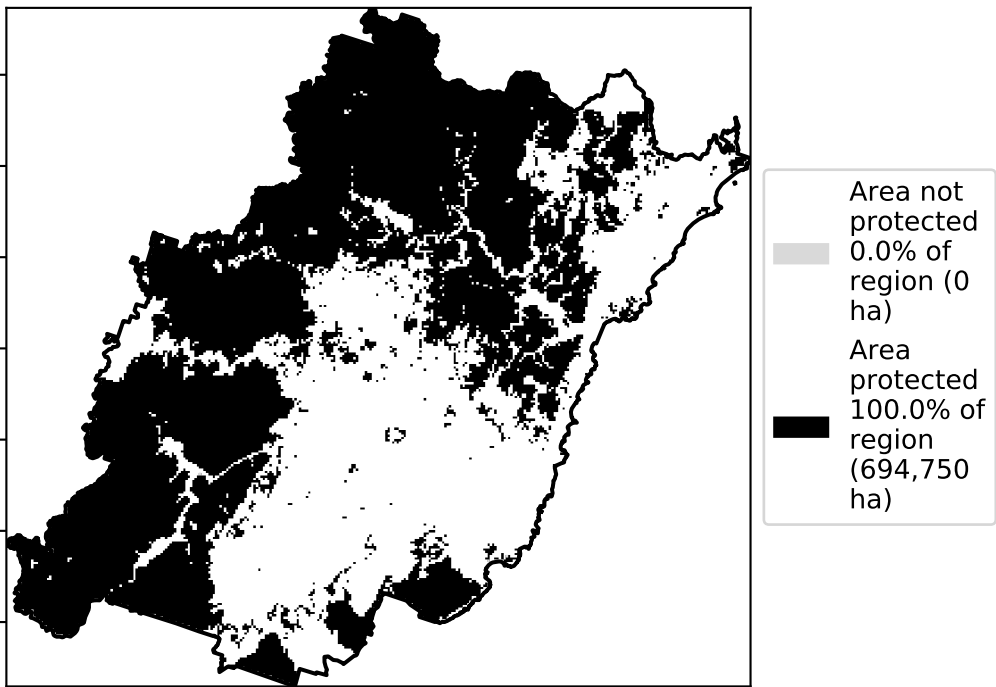 Area not
protected
0.0% of
region (0
ha)
Area
protected
100.0% of
region
(694,750
ha)